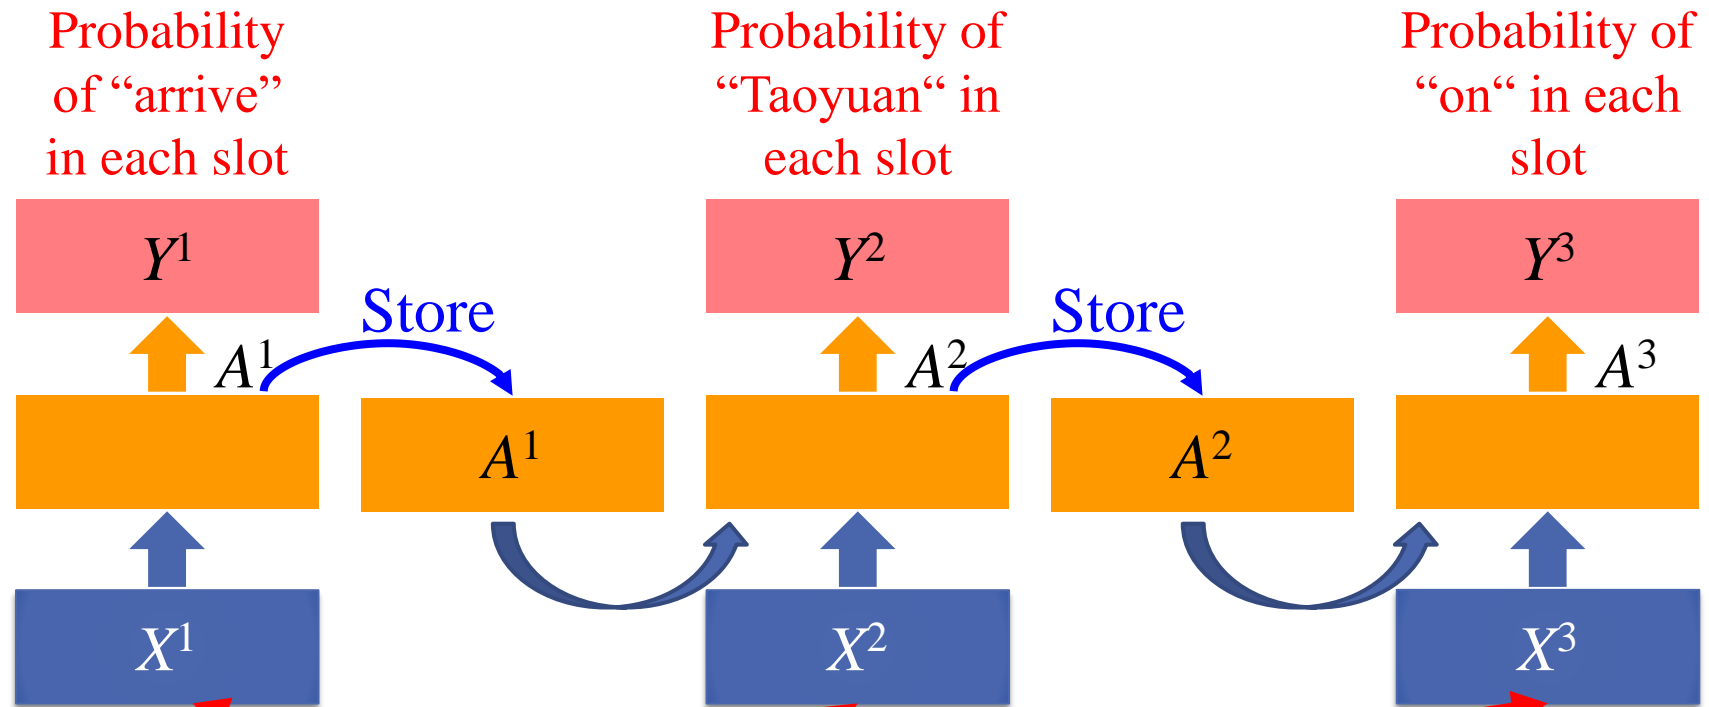 Probability
of “arrive”
in each slot
Probability of
“Taoyuan“ in
each slot
Probability of
“on“ in each
slot
Y¹
Y²
Y³
Store
Store
A¹
A²
A³
A¹
A²
X¹
X²
X³